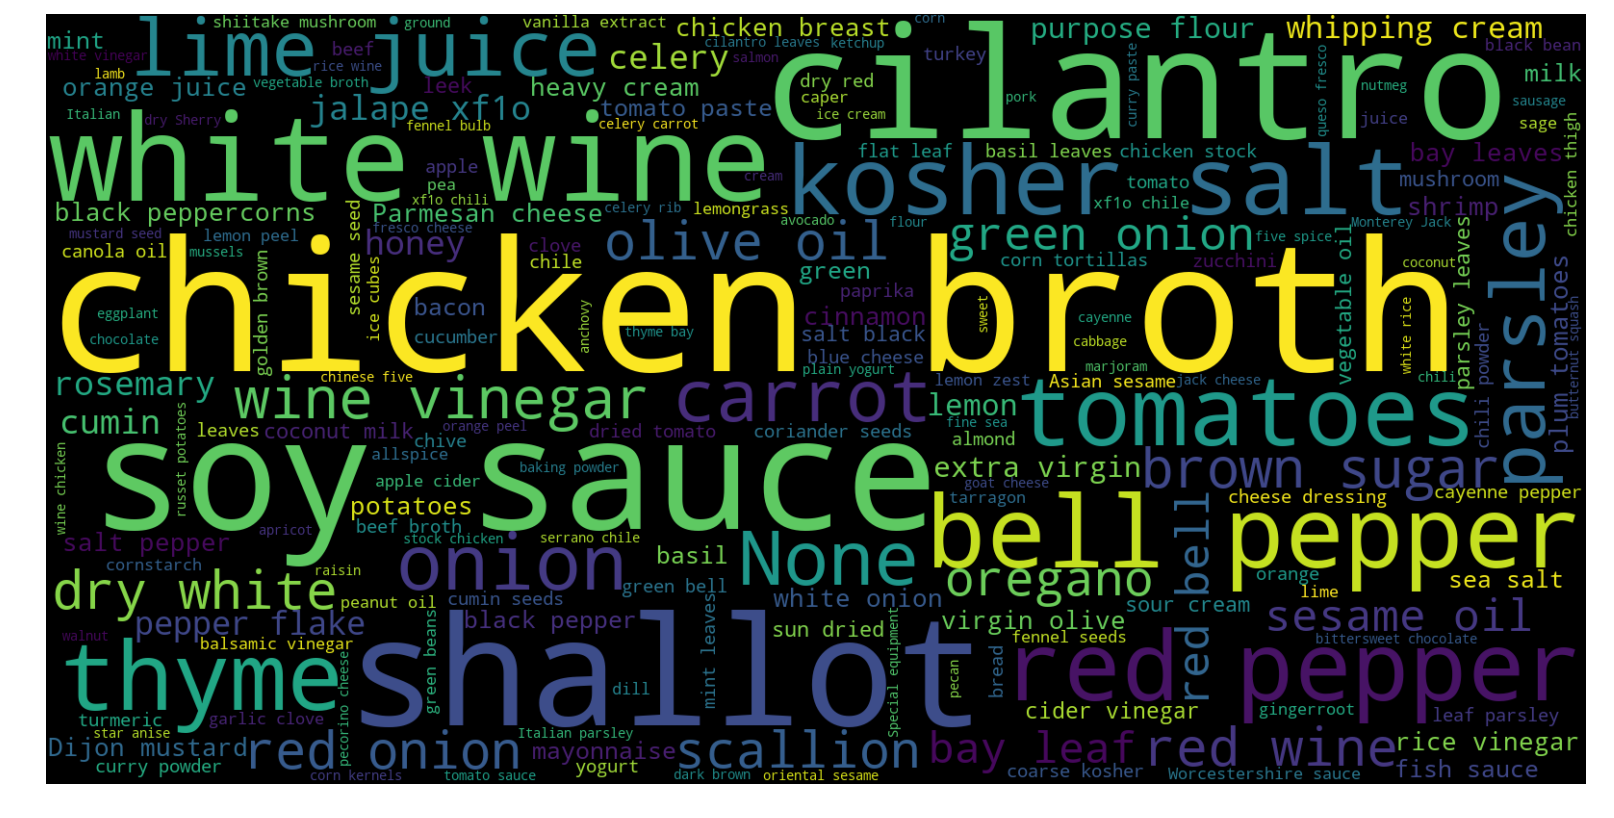 shiitake mushroom
ground
vanilla extract
chicken breast
corn
purpose flour
whipping cream
mint
lime juice
beef
celery
cilantro leaves
ketchup
cilantro
turkey
black bean
white vinegar
rice wine
salmon
lamb
orange juice
vegetable broth
leek
heavy cream
dry red
curry paste
queso fresco
nutmeg
milk
caper
pork
sausage
Italian
dry Sherry
jalape xf1o
tomato paste
ice cream
juice
sage
fennel bulb
celery carrot
white wine
kosher salt
flat leaf
basil leaves
chicken stock
bay leaves
chicken thigh
apple
cream
pea
tomato
mushroom
xf1o chili
xf1o chile
shrimp
parsley
black peppercorns
sesame seed
Parmesan cheese
celery rib
lemongrass
avocado
flour
Monterey Jack
fresco cheese
mustard seed
lemon peel
honey
clove
olive oil
green onion
five spice
vegetable oil
canola oil
mussels
golden brown
ice cubes
chile
green
corn tortillas
zucchini
coconut
parsley leaves
plum tomatoes
chicken broth
bacon
paprika
cinnamon
sweet
white rice
butternut squash
eggplant
cucumber
anchovy
thyme bay
salt black
cayenne
chocolate
blue cheese
cabbage
plain yogurt
marjoram
rosemary
chinese five
wine vinegar
carrot
lemon zest
Asian sesame
jack cheese
chili
chili powder
lemon
tomatoes
cumin
russet potatoes
leaves
coconut milk
orange peel
dried tomato
coriander seeds
fine sea
almond
chive
allspice
wine chicken
soy sauce
baking powder
extra virgin
brown sugar
apple cider
goat cheese
tarragon
potatoes
cheese dressing
cayenne pepper
apricot
beef broth
stock chicken
serrano chile
bell pepper
red bell
salt pepper
cornstarch
onion
basil
None
raisin
dry white
green bell
oregano
orange
sea salt
peanut oil
cumin seeds
white onion
sour cream
lime
pepper flake
black pepper
mint leaves
virgin olive
sesame oil
walnut
balsamic vinegar
green beans
sun dried
Special equipment
fennel seeds
bittersweet chocolate
thyme
pecorino cheese
shallot
dill
pecan
bread
red pepper
turmeric
garlic clove
cider vinegar
gingerroot
leaf parsley
star anise
Italian parsley
Dijon mustard
red onion
mayonnaise
scallion
bay leaf
red wine
rice vinegar
curry powder
yogurt
corn kernels
tomato sauce
dark brown
oriental sesame
coarse kosher
Worcestershire sauce
fish sauce